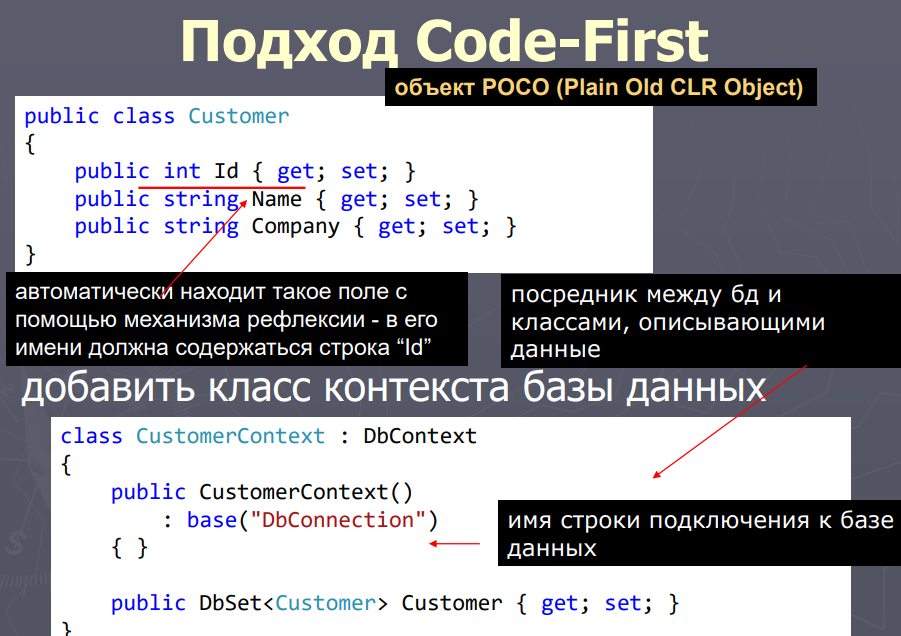 Подход Code-First
объект POCO (Plain Old CLR Object)
public class Customer
{
    public int Id { get; set; }
    public string Name { get; set; }
    public string Company { get; set; }
}
автоматически находит такое поле с
помощью механизма рефлексии - в его
имени должна содержаться строка “Id”
посредник между бд и
классами, описывающими
данные
добавить класс контекста базы данных
class CustomerContext : DbContext
{
    public CustomerContext()
        : base("DbConnection")
    { }
имя строки подключения к базе
данных
    public DbSet<Customer> Customer { get; set; }
}